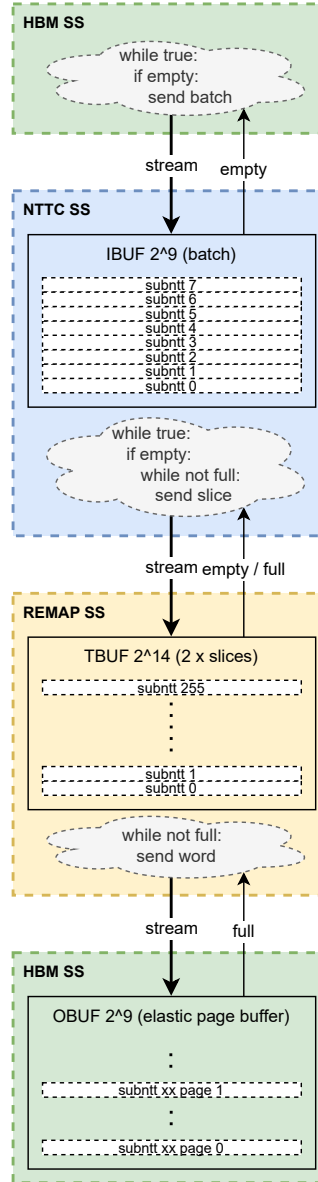 HBM SS
while true:
if empty:
send batch
stream
empty
NTTC SS
IBUF 2^9 (batch)
subntt 7
subntt 6
subntt 5
subntt 4
subntt 3
subntt 2
subntt 1
subntt 0
while true:
if empty:
while not full:
send slice
stream
empty / full
REMAP SS
TBUF 2^14 (2 x slices)
subntt 255
subntt 1
subntt 0
while not full:
send word
stream
full
HBM SS
OBUF 2^9 (elastic page buffer)
subntt xx page 1
subntt xx page 0